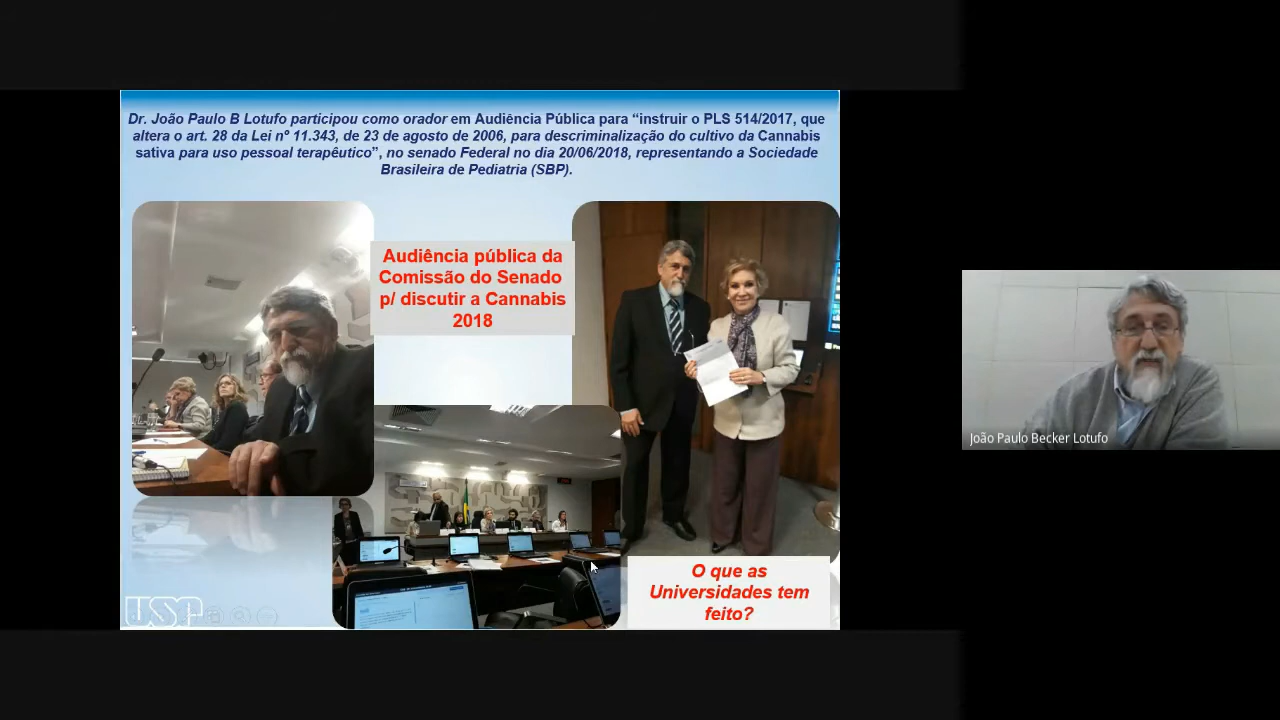 Dr. João Paulo B Lotufo participou como orador em Audiência Pública para “instruir o PLS 514/2017, que
altera o art. 28 da Lei nº 11.343, de 23 de agosto de 2006, para descriminalização do cultivo da Cannabis
sativa para uso pessoal terapêutico”, no senado Federal no dia 20/06/2018, representando a Sociedade
Brasileira de Pediatria (SBP).
Audiência pública da
Comissão do Senado
p/ discutir a Cannabis
2018
O que as
Universidades tem
feito?
USP
João Paulo Becker Lotufo